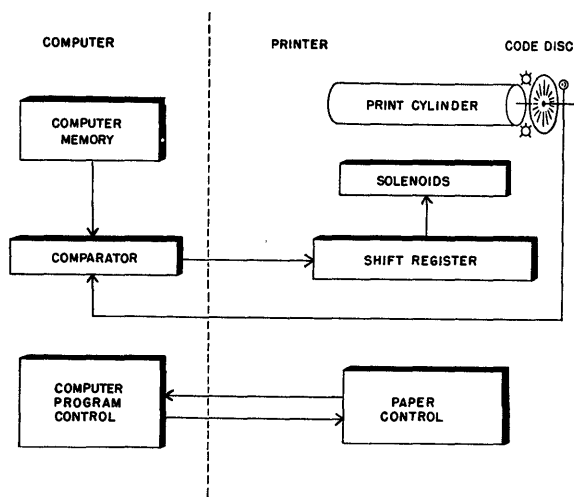 COMPUTER
PRINTER
CODE DISC
PRINT CYLINDER
COMPUTER
MEMORY
SOLENOIDS
COMPARATOR
SHIFT REGISTER
COMPUTER
PROGRAM
CONTROL
PAPER
CONTROL